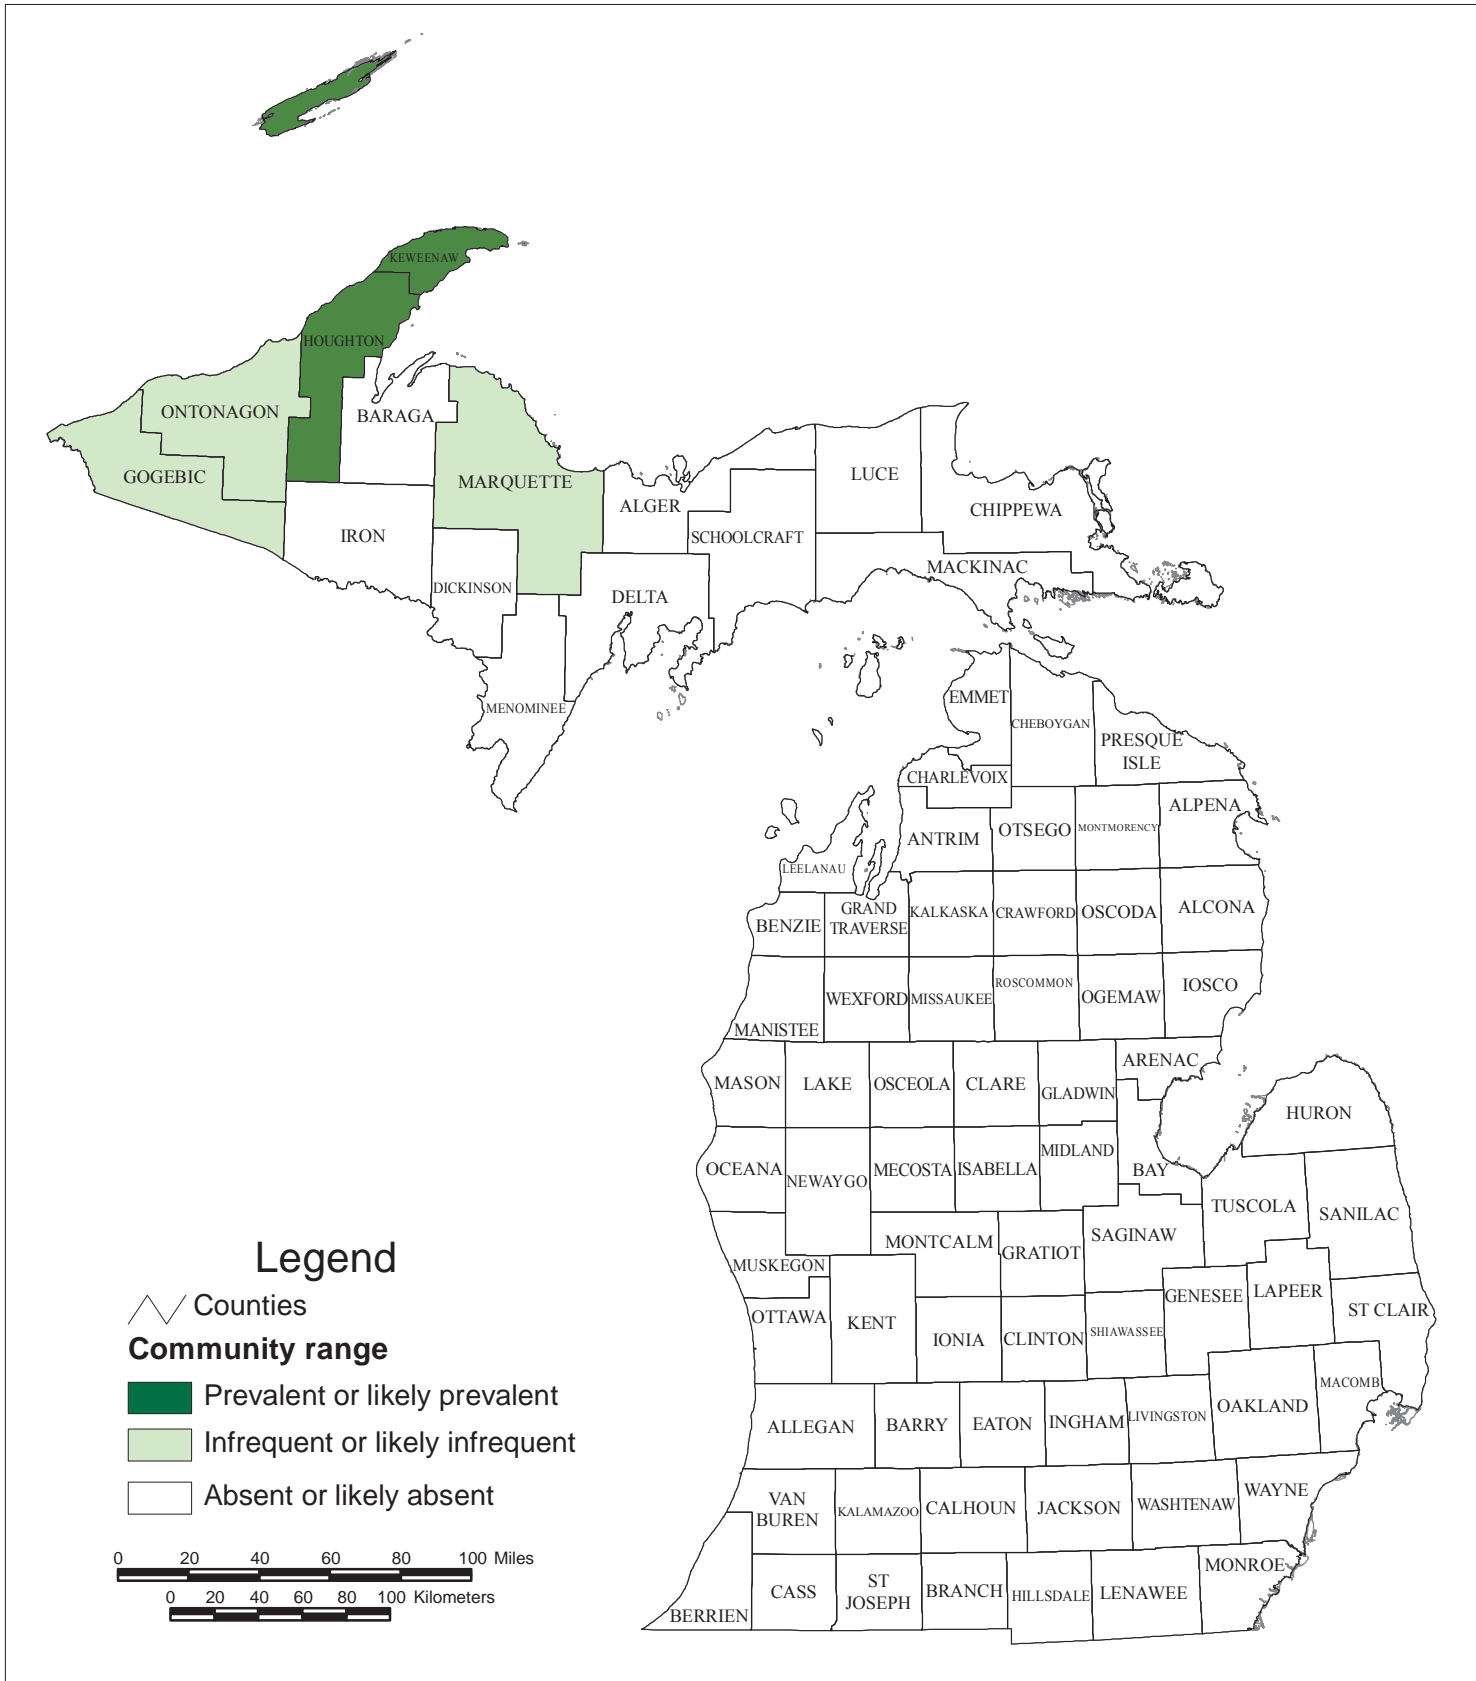 KEWEENAW
HOUGHTON
ONTONAGON
BARAGA
GOGEBIC
MARQUETTE
LUCE
ALGER
CHIPPEWA
IRON
SCHOOLCRAFT
MACKINAC
DICKINSON
DELTA
MENOMINEE
EMMET
CHEBOYGAN
PRESQUE
ISLE
CHARLEVOIX
ALPENA
ANTRIM
OTSEGO
MONTMORENCY
LEELANAU
BENZIE
GRAND
TRAVERSE
KALKASKA
CRAWFORD
OSCODA
ALCONA
MANISTEE
WEXFORD
MISSAUKEE
ROSCOMMON
OGEMAW
IOSCO
ARENAC
MASON
LAKE
OSCEOLA
CLARE
GLADWIN
HURON
OCEANA
NEWAYGO
MECOSTA
ISABELLA
MIDLAND
BAY
TUSCOLA
SANILAC
MUSKEGON
MONTCALM
GRATIOT
SAGINAW
GENESEE
LAPEER
ST CLAIR
OTTAWA
KENT
IONIA
CLINTON
SHIAWASSEE
OAKLAND
MACOMB
ALLEGAN
BARRY
EATON
INGHAM
LIVINGSTON
VAN
BUREN
KALAMAZOO
CALHOUN
JACKSON
WASHTENAW
WAYNE
BERRIEN
CASS
ST
JOSEPH
BRANCH
HILLSDALE
LENAWEE
MONROE
Legend
Counties
Community range
Prevalent or likely prevalent
Infrequent or likely infrequent
Absent or likely absent
0 20 40 60 80 100 Miles
0 20 40 60 80 100 Kilometers